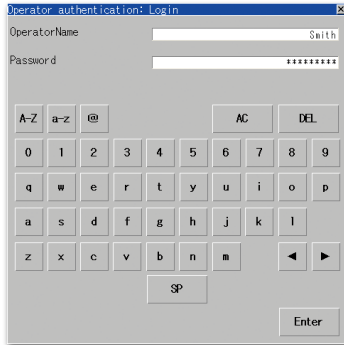 Operator authentication: Login ×
OperatorName Smith
Password *********
A-Z a-z @ AC DEL
0 1 2 3 4 5 6 7 8 9
q w e r t y u i o p
a s d f g h j k l
z x c v b n m ◀ ▶
SP
Enter